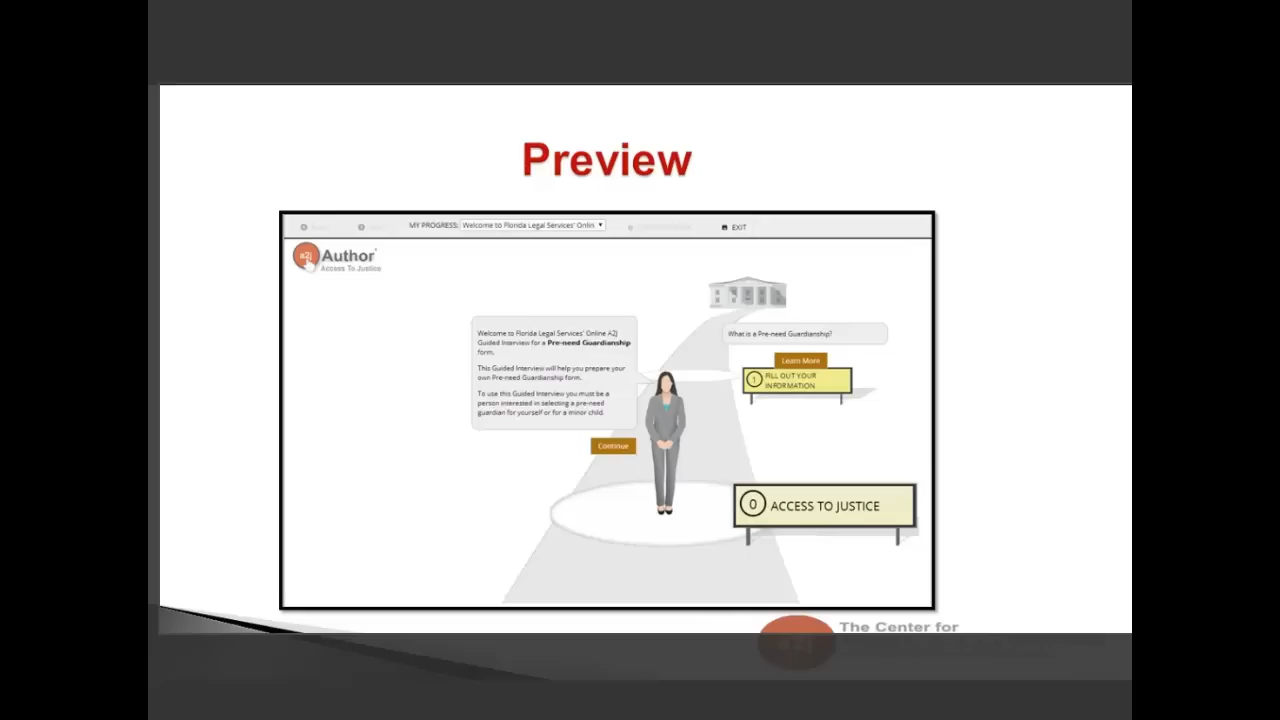 Preview
MY PROGRESS: Welcome to Florida Legal Services' Onlin
EXIT
a2j Author
Access To Justice
Welcome to Florida Legal Services' Online A2J
Guided Interview for a Pre-need Guardianship
form.
This Guided Interview will help you prepare your
own Pre-need Guardianship form.
To use this Guided Interview you must be a
person interested in selecting a pre-need
guardian for yourself or for a minor child.
Continue
What is a Pre-need Guardianship?
Learn More
1 FILL OUT YOUR
INFORMATION
0 ACCESS TO JUSTICE
The Center for